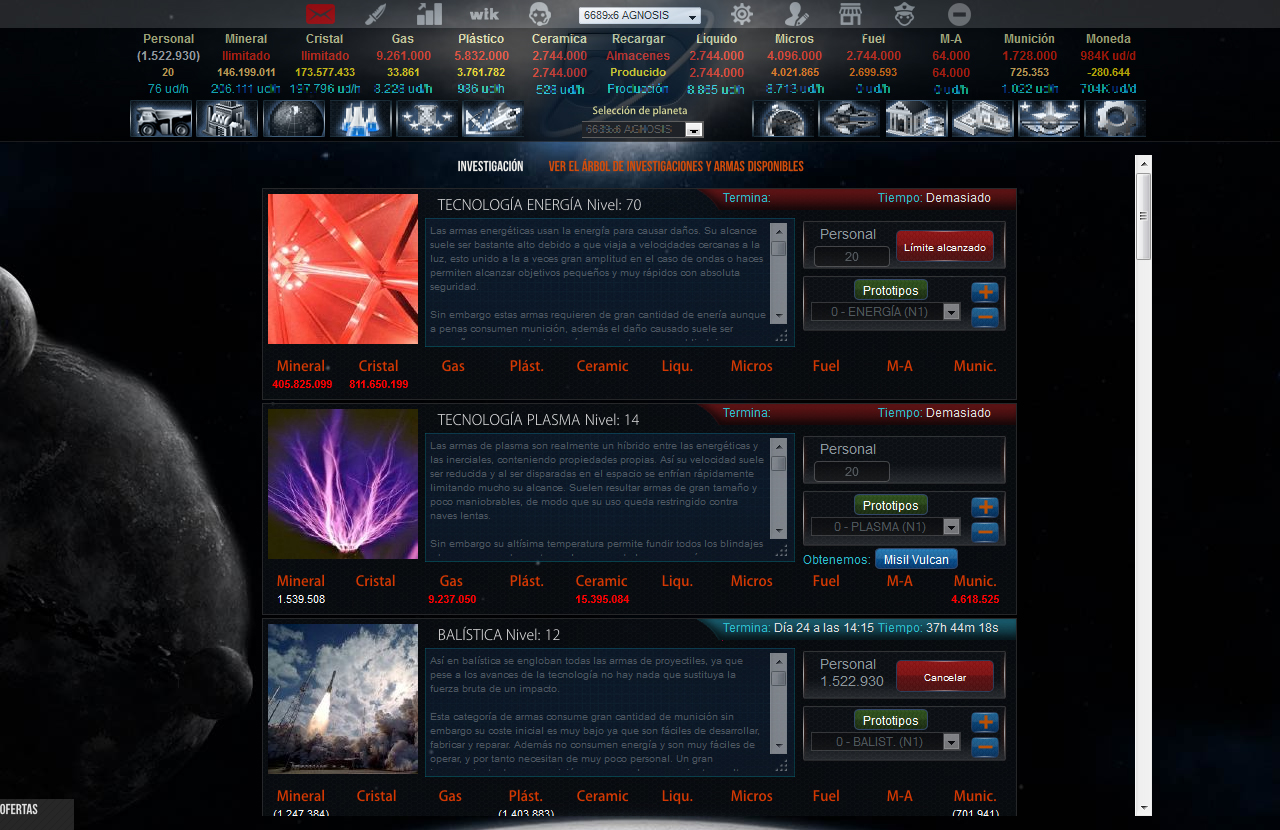 wik 6689x6 AGNOSIS
Personal Mineral Cristal Gas Plástico Ceramica Recargar Líquido Micros Fuel M-A Munición Moneda
(1.522.930) Ilimitado Ilimitado 9.261.000 5.832.000 2.744.000 Almacenes 2.744.000 4.096.000 2.744.000 64.000 1.728.000 984K ud/d
20 146.199.011 173.577.433 33.861 3.761.782 2.744.000 Producido 2.744.000 4.021.865 2.699.593 64.000 725.353 -280.644
76 ud/h 206.111 ud/h 197.796 ud/h 8.228 ud/h 986 ud/h 528 ud/h Producción 8.865 ud/h 8.713 ud/h 0 ud/h 0 ud/h 1.022 ud/h 704K ud/d
Selección de planeta
6689x6 AGNOSIS
INVESTIGACIÓN VER EL ÁRBOL DE INVESTIGACIONES Y ARMAS DISPONIBLES
TECNOLOGÍA ENERGÍA Nivel: 70
Termina: Tiempo: Demasiado
Las armas energéticas usan la energía para causar daños. Su alcance
suele ser bastante alto debido a que viaja a velocidades cercanas a la
luz, esto unido a la a veces gran amplitud en el caso de ondas o haces
permiten alcanzar objetivos pequeños y muy rápidos con absoluta
seguridad.
Sin embargo estas armas requieren de gran cantidad de enería aunque
a penas consumen munición, además el daño causado suele ser
Personal
20
Límite alcanzado
Prototipos
0 - ENERGÍA (N1)
Mineral Cristal Gas Plást. Ceramic Liqu. Micros Fuel M-A Munic.
405.826.099 811.650.199
TECNOLOGÍA PLASMA Nivel: 14
Termina: Tiempo: Demasiado
Las armas de plasma son realmente un híbrido entre las energéticas y
las inerciales, conteniendo propiedades propias. Así su velocidad suele
ser reducida y al ser disparadas en el espacio se enfrían rápidamente
limitando mucho su alcance. Suelen resultar armas de gran tamaño y
poco maniobrables, de modo que su uso queda restringido contra
naves lentas.
Sin embargo su altísima temperatura permite fundir todos los blindajes
Personal
20
Prototipos
0 - PLASMA (N1)
Obtenemos: Misil Vulcan
Mineral Cristal Gas Plást. Ceramic Liqu. Micros Fuel M-A Munic.
1.539.508 9.237.050 15.395.084 4.618.525
BALÍSTICA Nivel: 12
Termina: Día 24 a las 14:15 Tiempo: 37h 44m 18s
Así en balística se engloban todas las armas de proyectiles, ya que
pese a los avances de la tecnología no hay nada que sustituya la
fuerza bruta de un impacto.
Esta categoría de armas consume gran cantidad de munición sin
embargo su coste inicial es muy bajo ya que son fáciles de desarrollar,
fabricar y reparar. Además no consumen energía y son muy fáciles de
operar, y por tanto necesitan de muy poco personal. Un gran
Personal
1.522.930
Cancelar
Prototipos
0 - BALIST. (N1)
Mineral Cristal Gas Plást. Ceramic Liqu. Micros Fuel M-A Munic.
(1.247.384) (1.403.883) (701.941)
OFERTAS